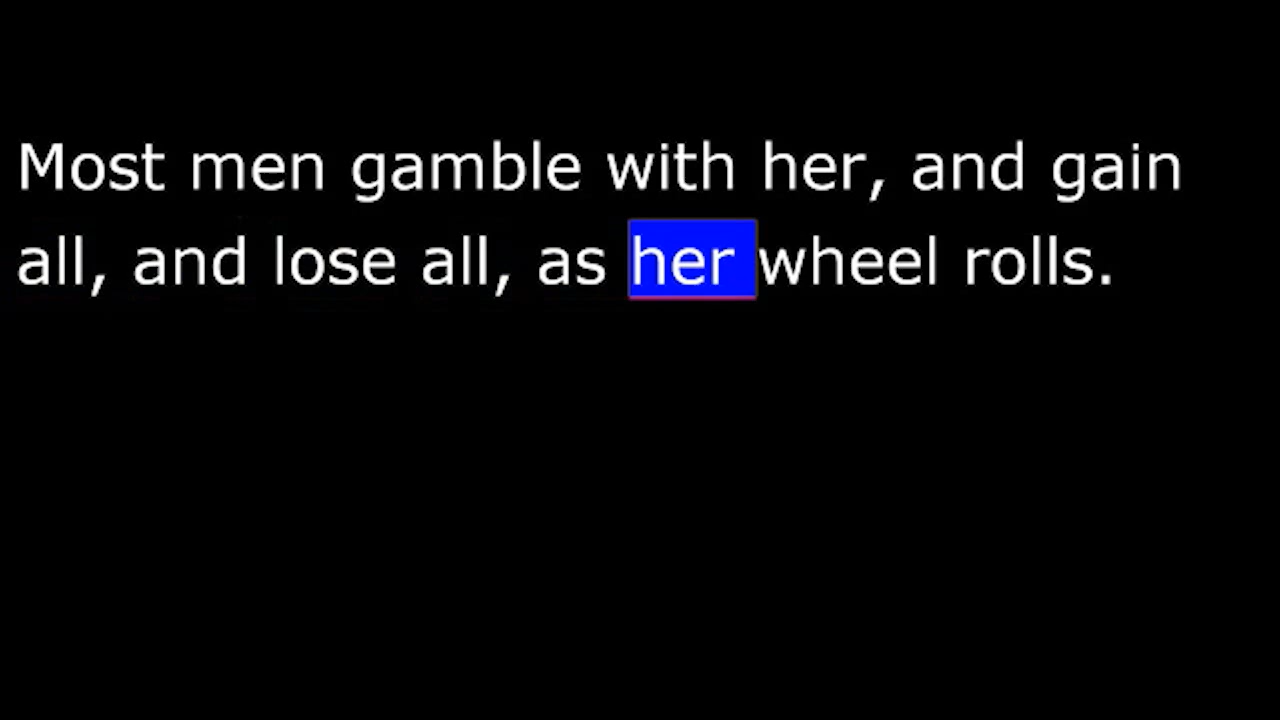 Most men gamble with her, and gain
all, and lose all, as her wheel rolls.